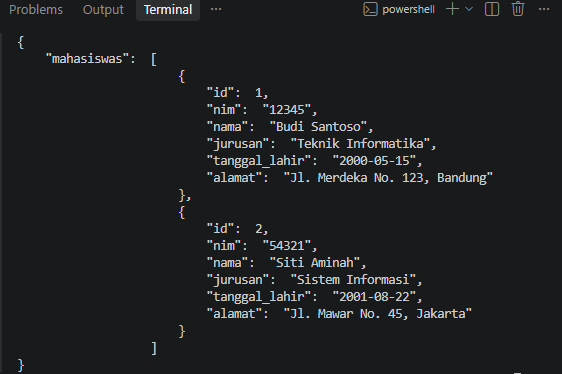 Problems Output Terminal ··· powershell ···
{
    "mahasiswas":  [
                       {
                           "id":  1,
                           "nim":  "12345",
                           "nama":  "Budi Santoso",
                           "jurusan":  "Teknik Informatika",
                           "tanggal_lahir":  "2000-05-15",
                           "alamat":  "Jl. Merdeka No. 123, Bandung"
                       },
                       {
                           "id":  2,
                           "nim":  "54321",
                           "nama":  "Siti Aminah",
                           "jurusan":  "Sistem Informasi",
                           "tanggal_lahir":  "2001-08-22",
                           "alamat":  "Jl. Mawar No. 45, Jakarta"
                       }
                   ]
}